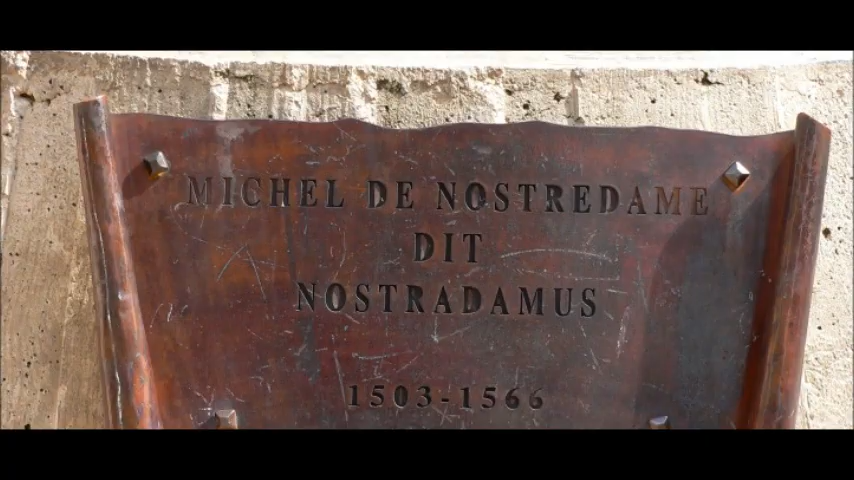 MICHEL DE NOSTREDAME
DIT
NOSTRADAMUS
1503-1566